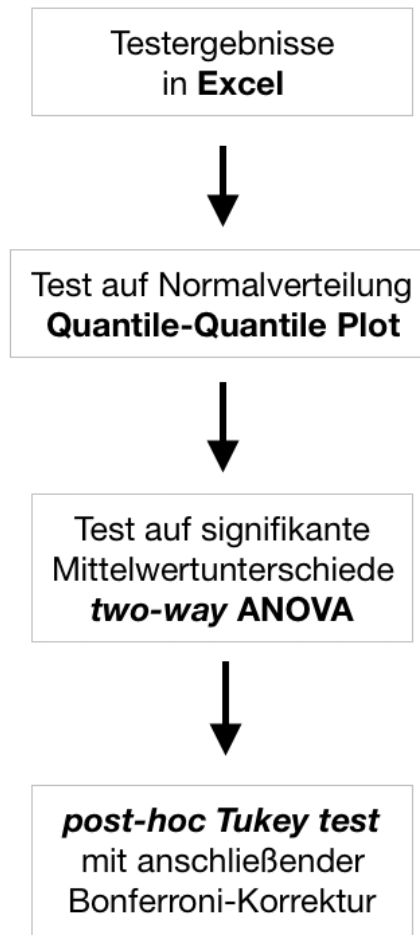 Testergebnisse
in Excel
Test auf Normalverteilung
Quantile-Quantile Plot
Test auf signifikante
Mittelwertunterschiede
two-way ANOVA
post-hoc Tukey test
mit anschließender
Bonferroni-Korrektur